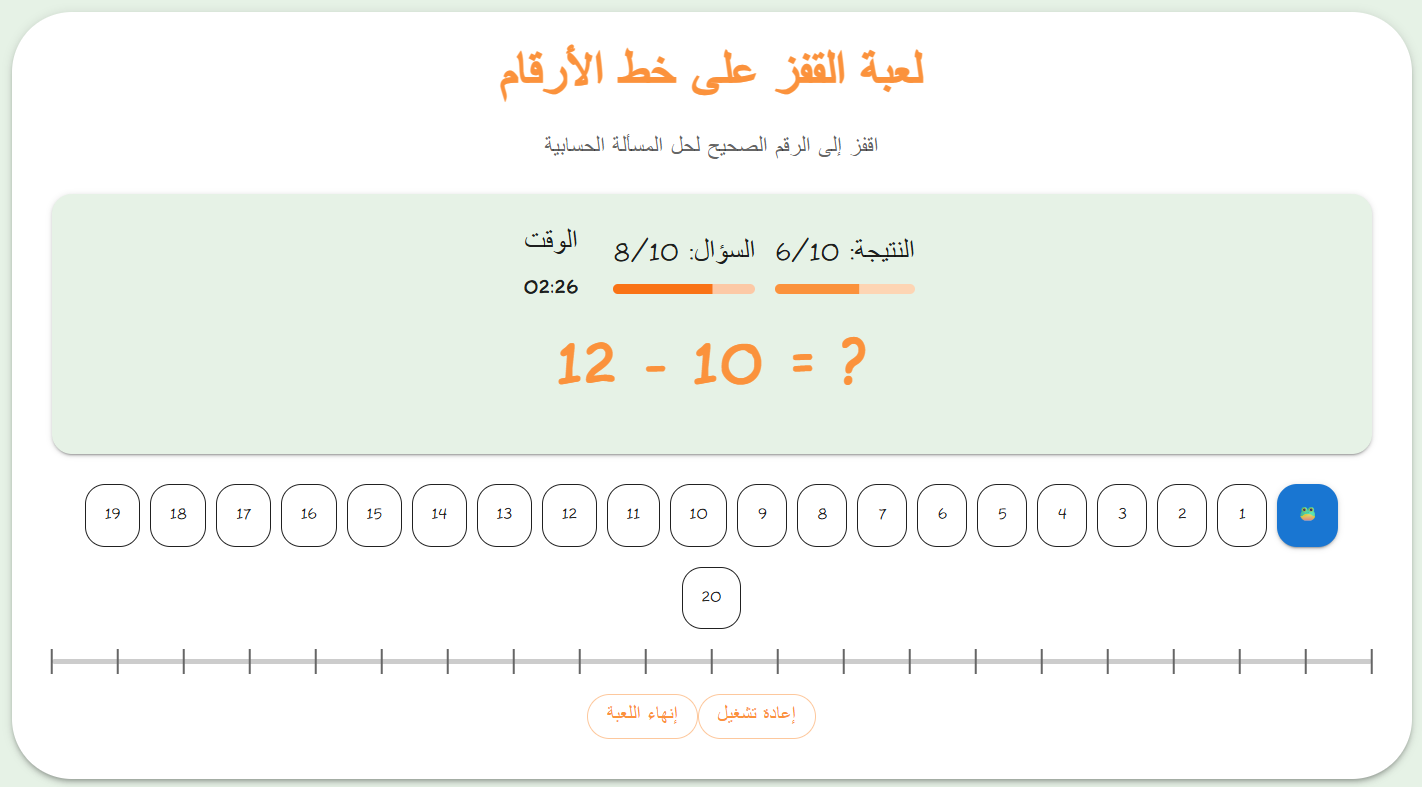 لعبة القفز على خط الأرقام
اقفز إلى الرقم الصحيح لحل المسألة الحسابية
النتيجة: 6/10
السؤال: 8/10
الوقت
02:26
12 - 10 = ?
1 2 3 4 5 6 7 8 9 10 11 12 13 14 15 16 17 18 19
20
إعادة تشغيل
إنهاء اللعبة